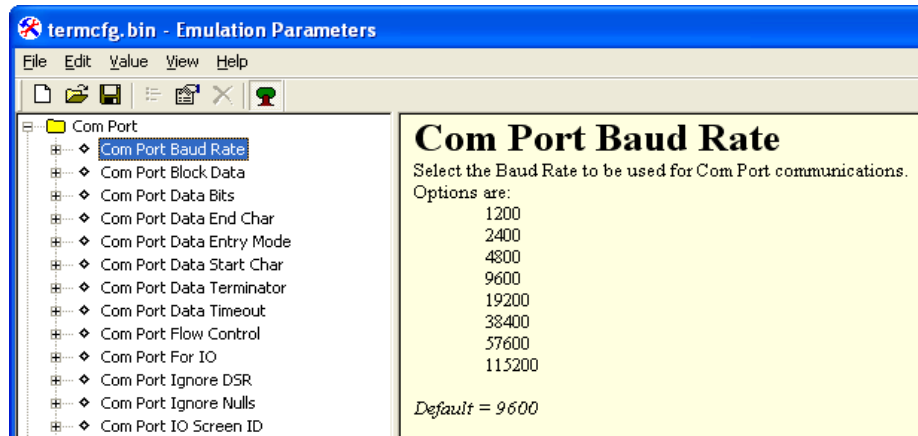 termcfg.bin - Emulation Parameters
File Edit Value View Help
Com Port
Com Port Baud Rate
Com Port Block Data
Com Port Data Bits
Com Port Data End Char
Com Port Data Entry Mode
Com Port Data Start Char
Com Port Data Terminator
Com Port Data Timeout
Com Port Flow Control
Com Port For IO
Com Port Ignore DSR
Com Port Ignore Nulls
Com Port IO Screen ID
Com Port Baud Rate
Select the Baud Rate to be used for Com Port communications.
Options are:
1200
2400
4800
9600
19200
38400
57600
115200
Default = 9600